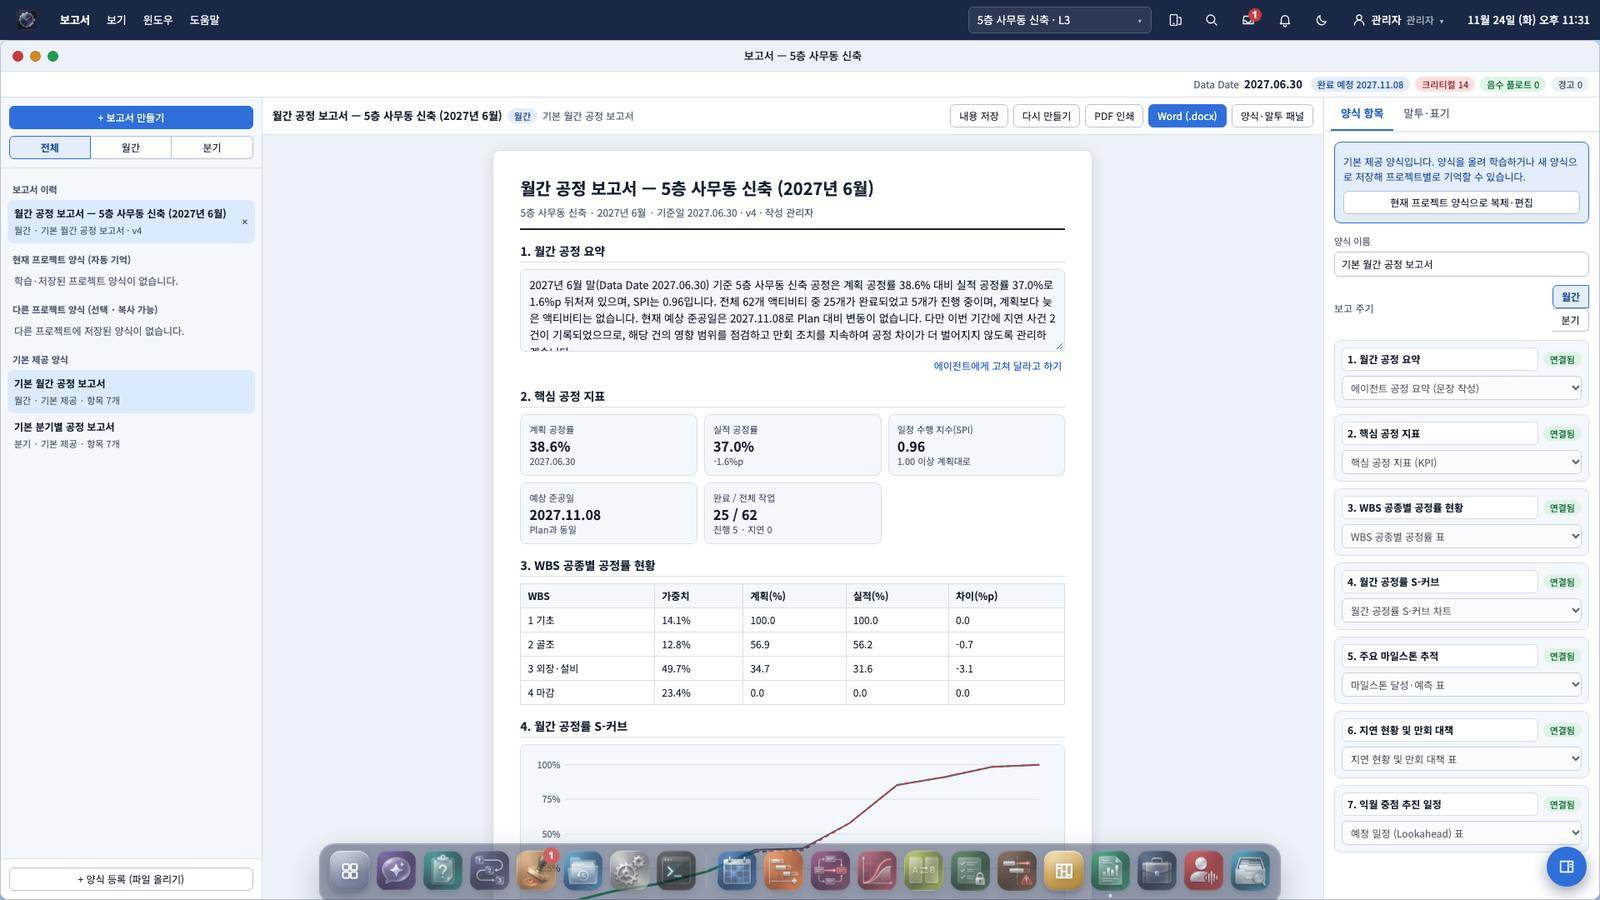 보고서 보기 윈도우 도움말
5층 사무동 신축 · L3
1
관리자 관리자
11월 24일 (화) 오후 11:31
보고서 — 5층 사무동 신축
Data Date 2027.06.30 완료 예정 2027.11.08 크리티컬 14 음수 플로트 0 경고 0
+ 보고서 만들기
전체 월간 분기
보고서 이력
월간 공정 보고서 — 5층 사무동 신축 (2027년 6월)
월간 · 기본 월간 공정 보고서 · v4
×
현재 프로젝트 양식 (자동 기억)
학습·저장된 프로젝트 양식이 없습니다.
다른 프로젝트 양식 (선택 · 복사 가능)
다른 프로젝트에 저장된 양식이 없습니다.
기본 제공 양식
기본 월간 공정 보고서
월간 · 기본 제공 · 항목 7개
기본 분기별 공정 보고서
분기 · 기본 제공 · 항목 7개
+ 양식 등록 (파일 올리기)
월간 공정 보고서 — 5층 사무동 신축 (2027년 6월) 월간 기본 월간 공정 보고서
내용 저장 다시 만들기 PDF 인쇄 Word (.docx) 양식·말투 패널
월간 공정 보고서 — 5층 사무동 신축 (2027년 6월)
5층 사무동 신축 · 2027년 6월 · 기준일 2027.06.30 · v4 · 작성 관리자
1. 월간 공정 요약
2027년 6월 말(Data Date 2027.06.30) 기준 5층 사무동 신축 공정은 계획 공정률 38.6% 대비 실적 공정률 37.0%로
1.6%p 뒤처져 있으며, SPI는 0.96입니다. 전체 62개 액티비티 중 25개가 완료되었고 5개가 진행 중이며, 계획보다 늦
은 액티비티는 없습니다. 현재 예상 준공일은 2027.11.08로 Plan 대비 변동이 없습니다. 다만 이번 기간에 지연 사건 2
건이 기록되었으므로, 해당 건의 영향 범위를 점검하고 만회 조치를 지속하여 공정 차이가 더 벌어지지 않도록 관리하
에이전트에게 고쳐 달라고 하기
2. 핵심 공정 지표
계획 공정률
38.6%
2027.06.30
실적 공정률
37.0%
-1.6%p
일정 수행 지수(SPI)
0.96
1.00 이상 계획대로
예상 준공일
2027.11.08
Plan과 동일
완료 / 전체 작업
25 / 62
진행 5 · 지연 0
3. WBS 공종별 공정률 현황
WBS 가중치 계획(%) 실적(%) 차이(%p)
1 기초 14.1% 100.0 100.0 0.0
2 골조 12.8% 56.9 56.2 -0.7
3 외장·설비 49.7% 34.7 31.6 -3.1
4 마감 23.4% 0.0 0.0 0.0
4. 월간 공정률 S-커브
100%
75%
50%
1
양식 항목 말투·표기
기본 제공 양식입니다. 양식을 올려 학습하거나 새 양식으
로 저장해 프로젝트별로 기억할 수 있습니다.
현재 프로젝트 양식으로 복제·편집
양식 이름
기본 월간 공정 보고서
보고 주기
월간
분기
1. 월간 공정 요약 연결됨
에이전트 공정 요약 (문장 작성)
2. 핵심 공정 지표 연결됨
핵심 공정 지표 (KPI)
3. WBS 공종별 공정률 현황 연결됨
WBS 공종별 공정률 표
4. 월간 공정률 S-커브 연결됨
월간 공정률 S-커브 차트
5. 주요 마일스톤 추적 연결됨
마일스톤 달성·예측 표
6. 지연 현황 및 만회 대책 연결됨
지연 현황 및 만회 대책 표
7. 익월 중점 추진 일정 연결됨
예정 일정 (Lookahead) 표